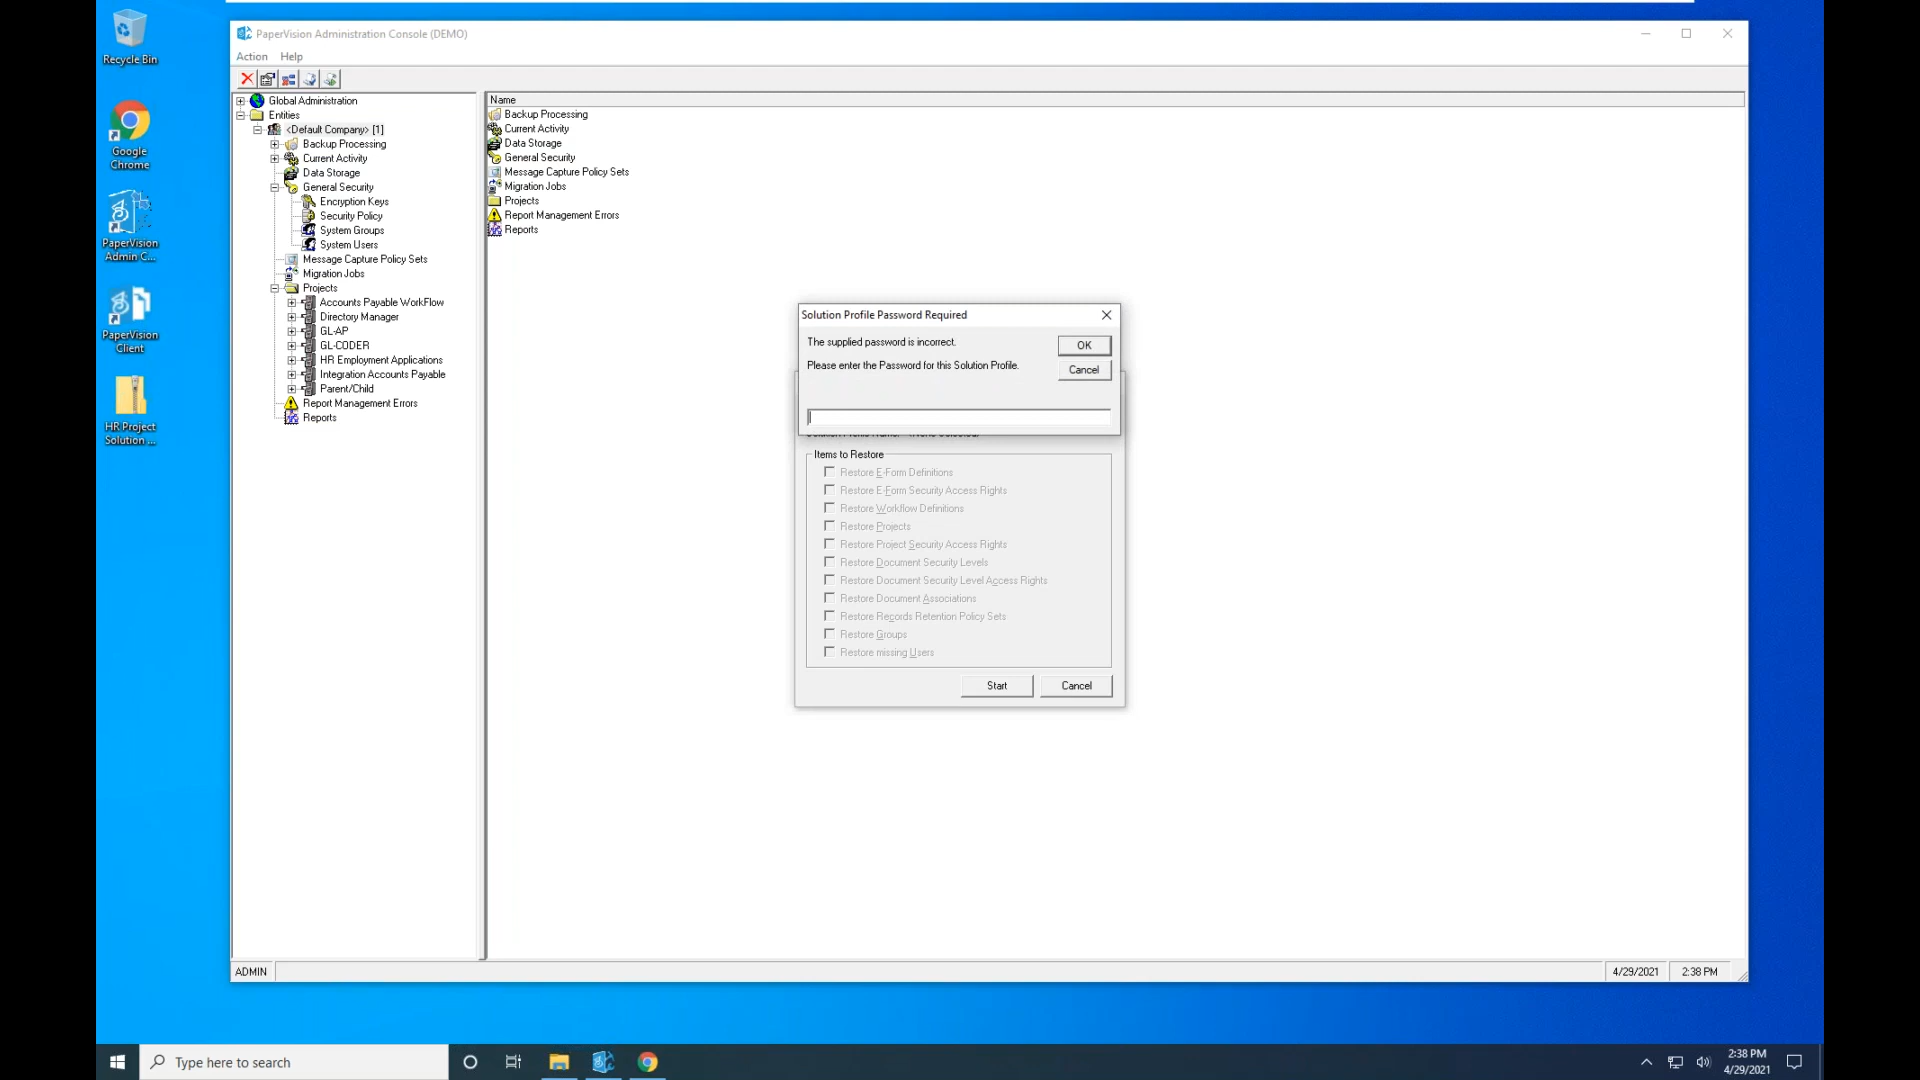 Recycle Bin
Google
Chrome
PaperVision
Admin C...
PaperVision
Client
HR Project
Solution ...
PaperVision Administration Console (DEMO)
Action Help
Global Administration
Entities
<Default Company> [1]
Backup Processing
Current Activity
Data Storage
General Security
Encryption Keys
Security Policy
System Groups
System Users
Message Capture Policy Sets
Migration Jobs
Projects
Accounts Payable WorkFlow
Directory Manager
GL-AP
GL-CODER
HR Employment Applications
Integration Accounts Payable
Parent/Child
Report Management Errors
Reports
Name
Backup Processing
Current Activity
Data Storage
General Security
Message Capture Policy Sets
Migration Jobs
Projects
Report Management Errors
Reports
Solution Profile Password Required
The supplied password is incorrect.
OK
Please enter the Password for this Solution Profile.
Cancel
Items to Restore
Restore E-Form Definitions
Restore E-Form Security Access Rights
Restore Workflow Definitions
Restore Projects
Restore Project Security Access Rights
Restore Document Security Levels
Restore Document Security Level Access Rights
Restore Document Associations
Restore Records Retention Policy Sets
Restore Groups
Restore missing Users
Start Cancel
ADMIN 4/29/2021 2:38 PM
Type here to search
2:38 PM
4/29/2021